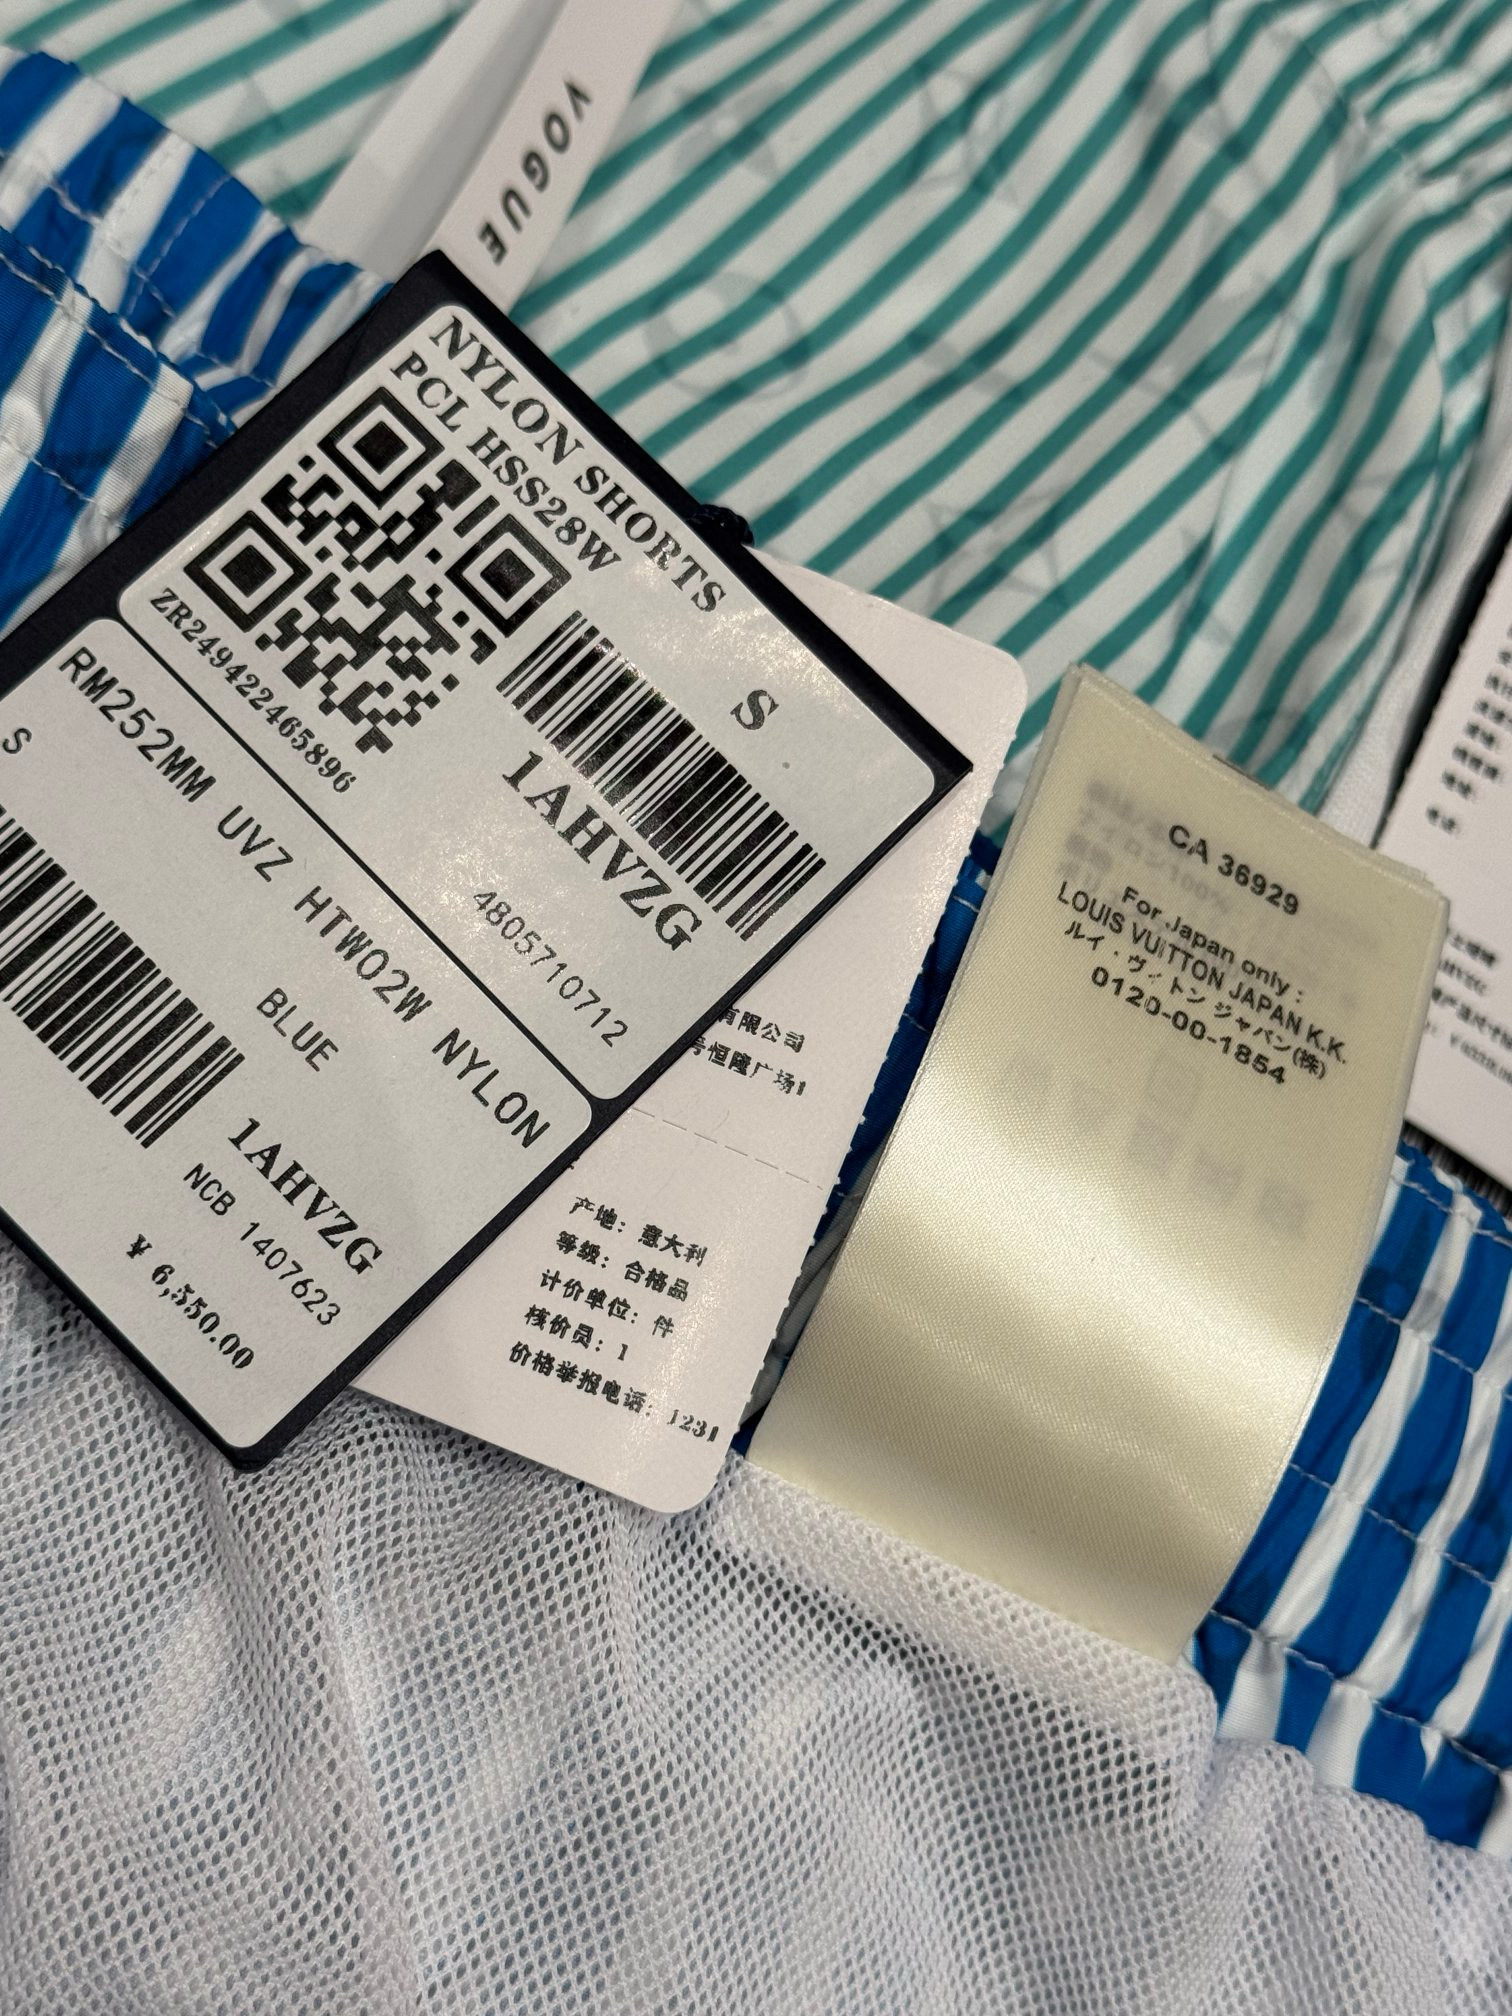 VOGUE
NYLON SHORTS
PCL HSS28W
S
ZR249422465896
1AHVZG
4805710712
RM252MM UVZ HTW02W NYLON
S
BLUE
1AHVZG
NCB 1407623
¥ 6,550.00
有限公司
号恒隆广场1
产地：意大利
等级：合格品
计价单位：件
核价员：1
价格举报电话：1231
CA 36929
For Japan only :
LOUIS VUITTON JAPAN K.K.
ルイ・ヴィトン ジャパン(株)
0120-00-1854